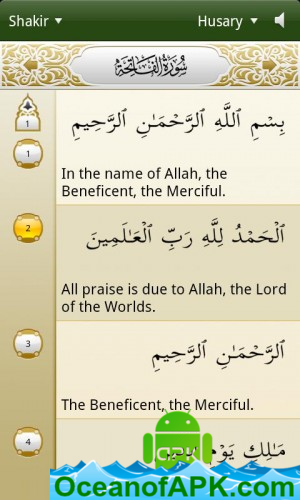 Shakir Husary
سُورَةُ الفَاتِحَةِ
1
1
بِسْمِ ٱللَّهِ ٱلرَّحْمَـٰنِ ٱلرَّحِيمِ
In the name of Allah, the
Beneficent, the Merciful.
2
ٱلْحَمْدُ لِلَّهِ رَبِّ ٱلْعَـٰلَمِينَ
All praise is due to Allah, the Lord
of the Worlds.
3
ٱلرَّحْمَـٰنِ ٱلرَّحِيمِ
The Beneficent, the Merciful.
4
مَـٰلِكِ يَوْمِ
OceanofAPK.com